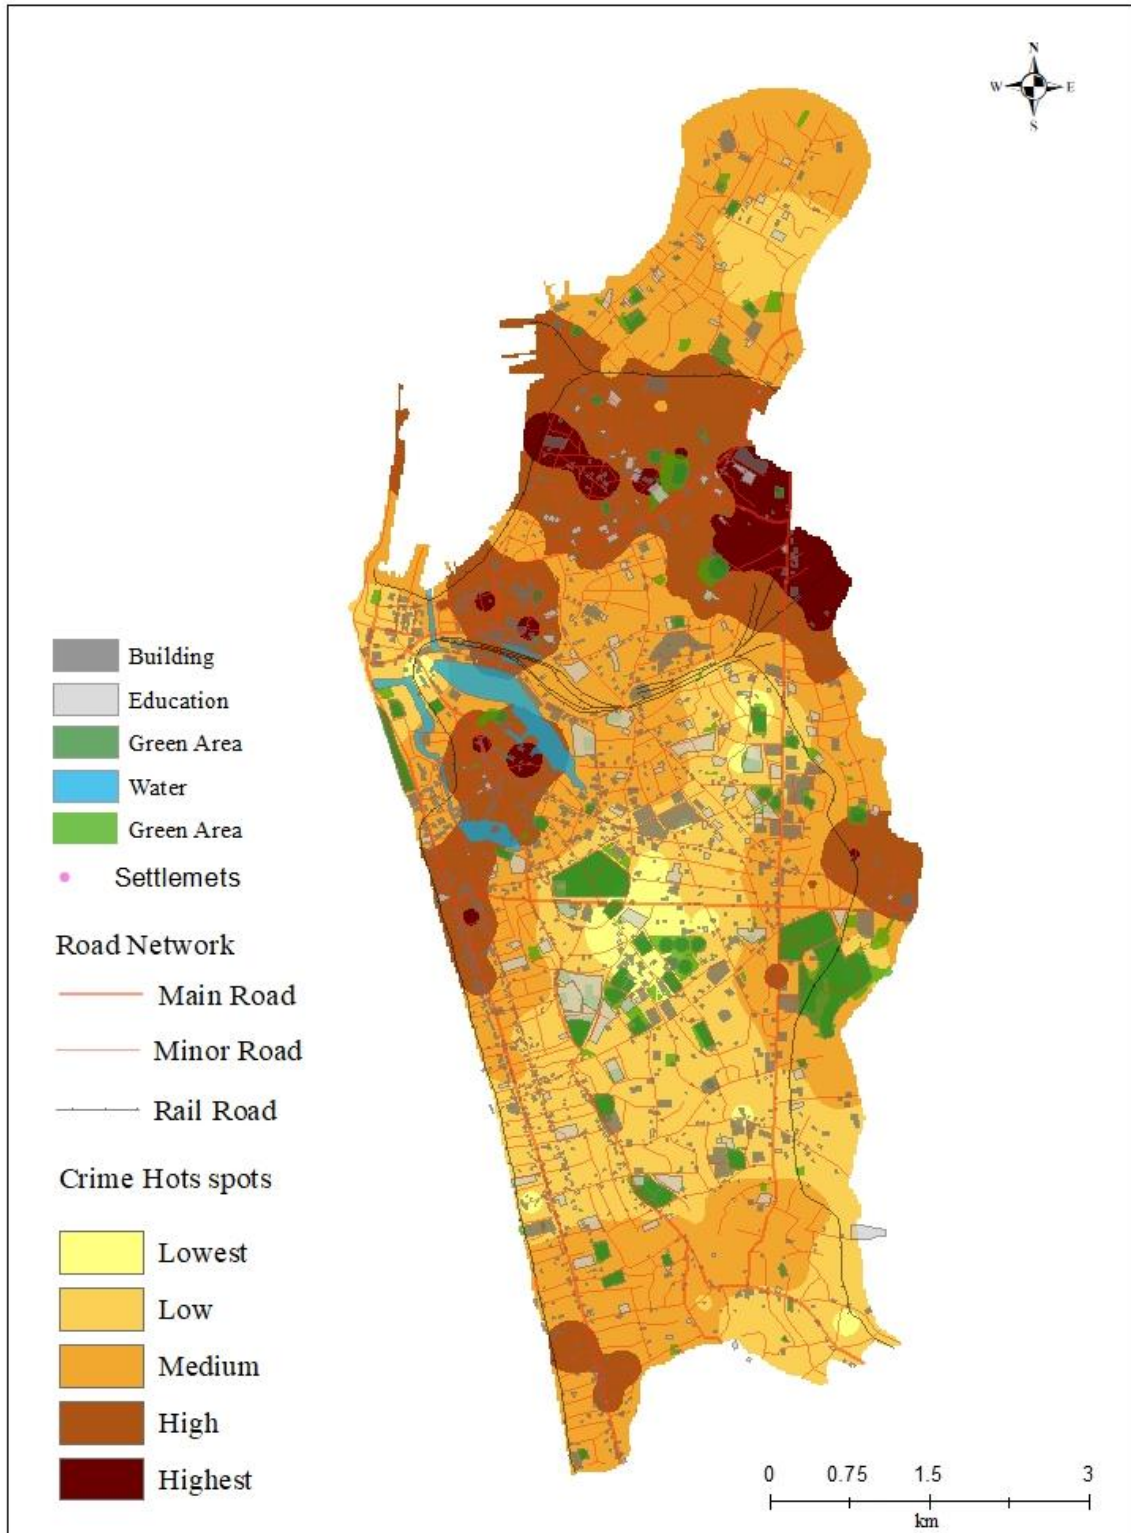 N
W E
S
Building
Education
Green Area
Water
Green Area
Settlemets
Road Network
Main Road
Minor Road
Rail Road
Crime Hots spots
Lowest
Low
Medium
High
Highest
0 0.75 1.5 3
km